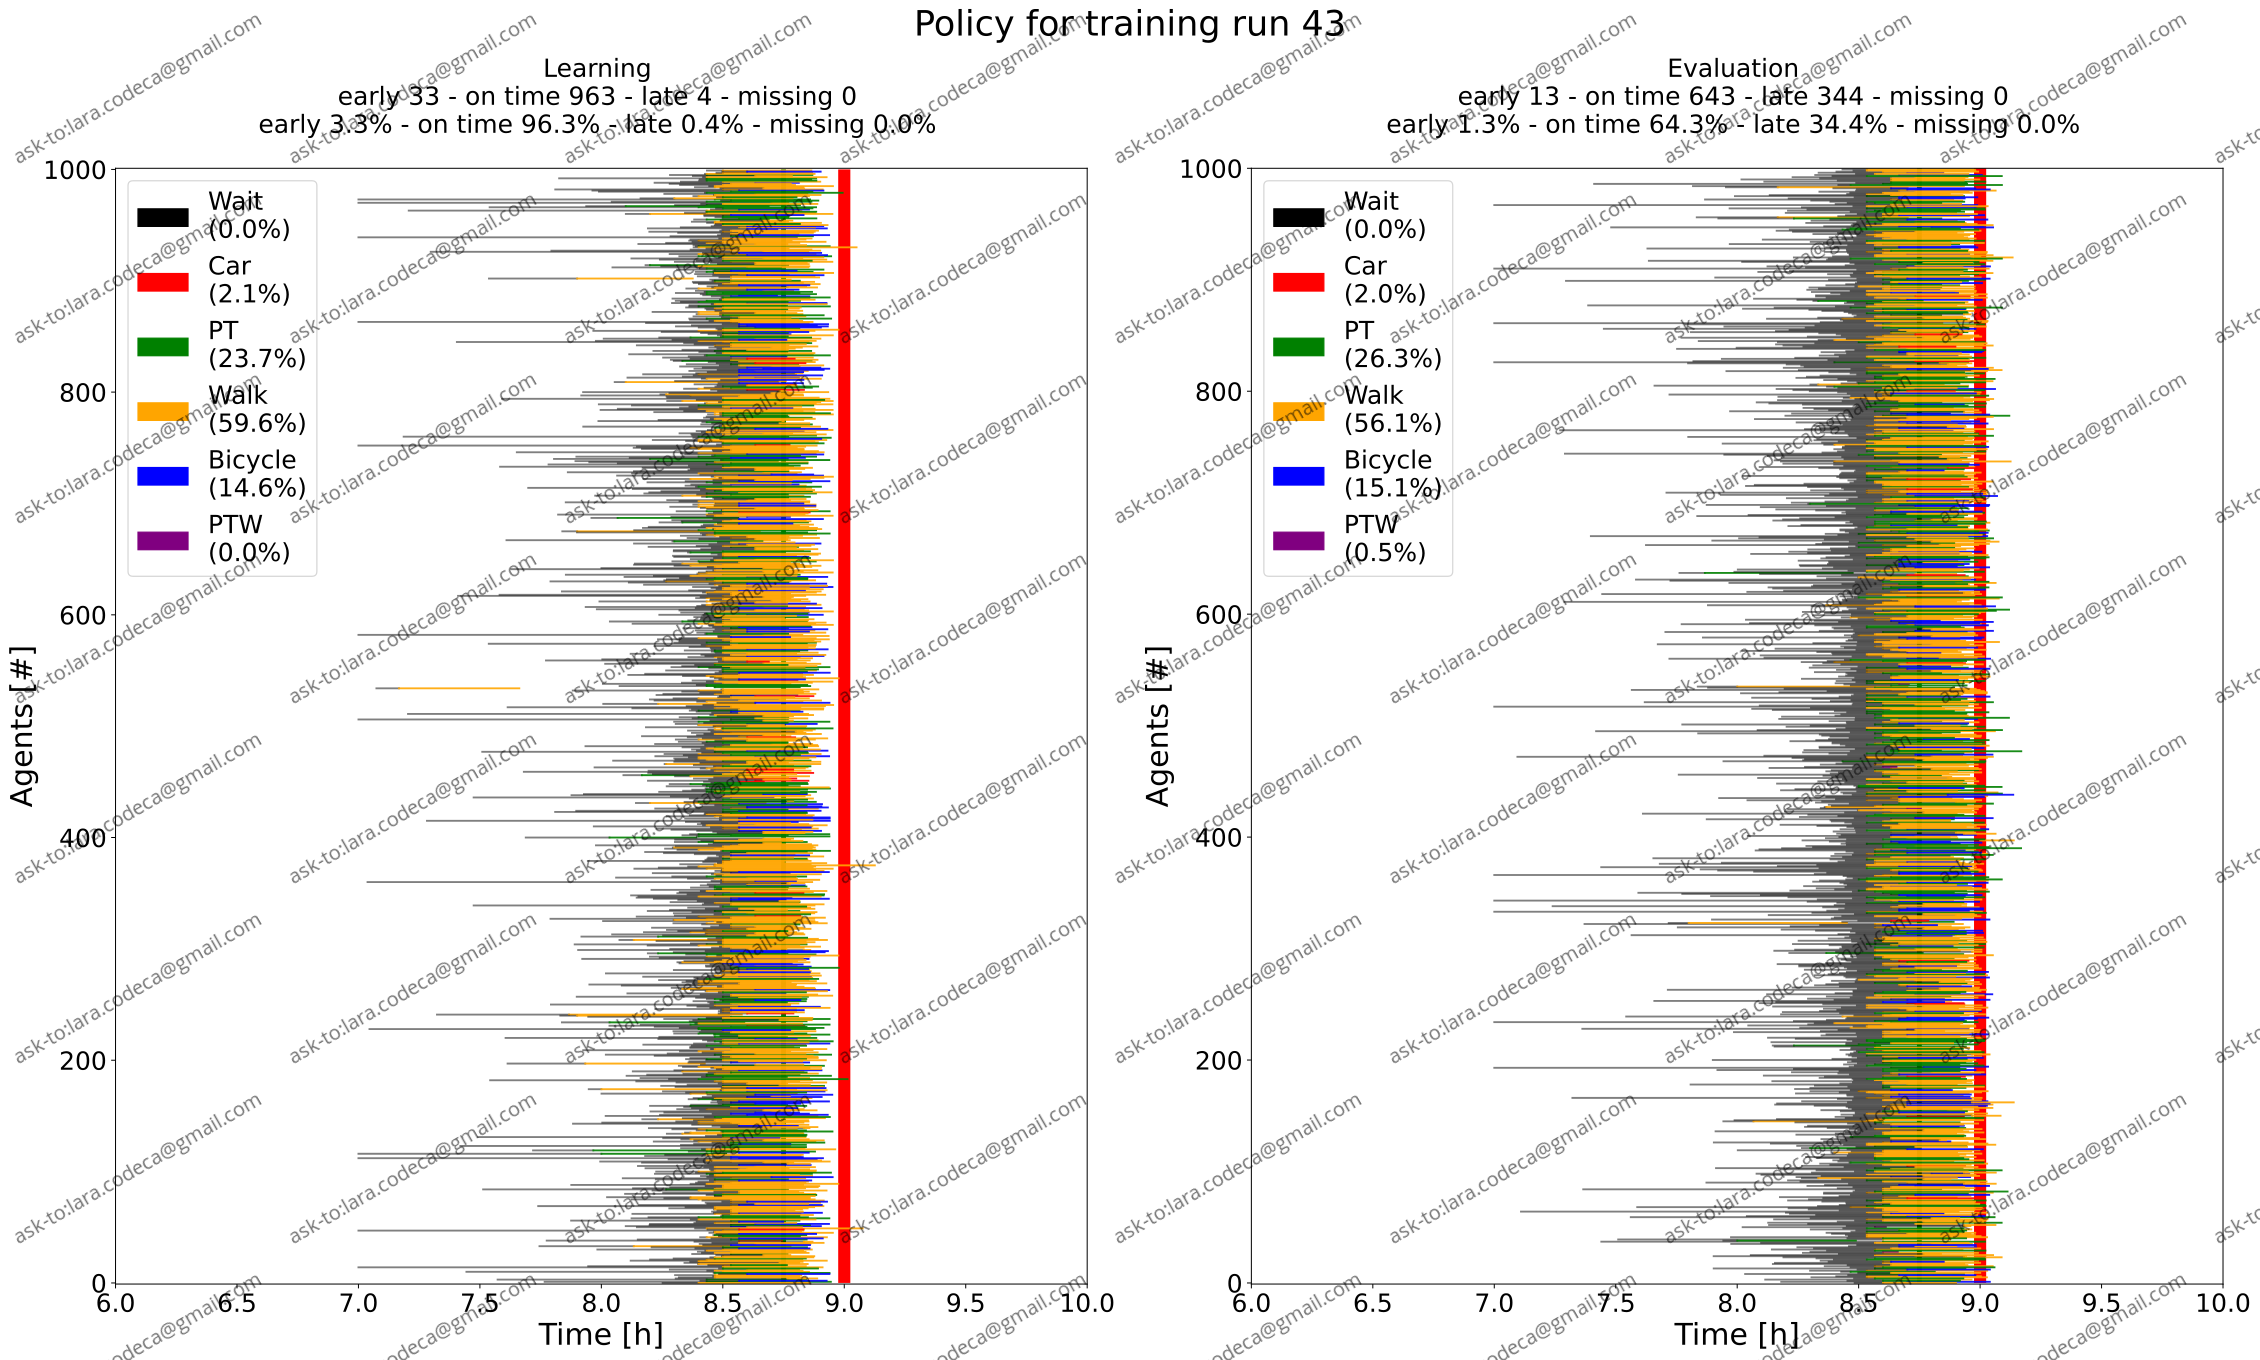 Policy for training run 43
Learning
early 33 - on time 963 - late 4 - missing 0
early 3.3% - on time 96.3% - late 0.4% - missing 0.0%
Wait
(0.0%)
Car
(2.1%)
PT
(23.7%)
Walk
(59.6%)
Bicycle
(14.6%)
PTW
(0.0%)
1000
800
600
400
200
0
Agents [#]
6.0 6.5 7.0 7.5 8.0 8.5 9.0 9.5 10.0
Time [h]
Evaluation
early 13 - on time 643 - late 344 - missing 0
early 1.3% - on time 64.3% - late 34.4% - missing 0.0%
Wait
(0.0%)
Car
(2.0%)
PT
(26.3%)
Walk
(56.1%)
Bicycle
(15.1%)
PTW
(0.5%)
1000
800
600
400
200
0
Agents [#]
6.0 6.5 7.0 7.5 8.0 8.5 9.0 9.5 10.0
Time [h]
ask-to:lara.codeca@gmail.com